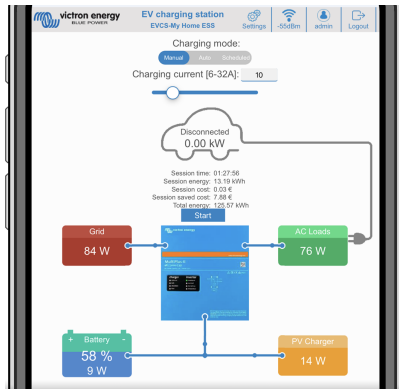 victron energy
BLUE POWER
EV charging station
EVCS-My Home ESS
Settings
-55dBm
admin
Logout
Charging mode:
Manual
Auto
Scheduled
Charging current [6-32A]:
10
Disconnected
0.00 kW
Session time: 01:27:56
Session energy: 13.19 kWh
Session cost: 0.03 €
Session saved cost: 7.88 €
Total energy: 125.57 kWh
Start
Grid
84 W
victron energy
AC Loads
76 W
+ Battery -
58 %
9 W
PV Charger
14 W